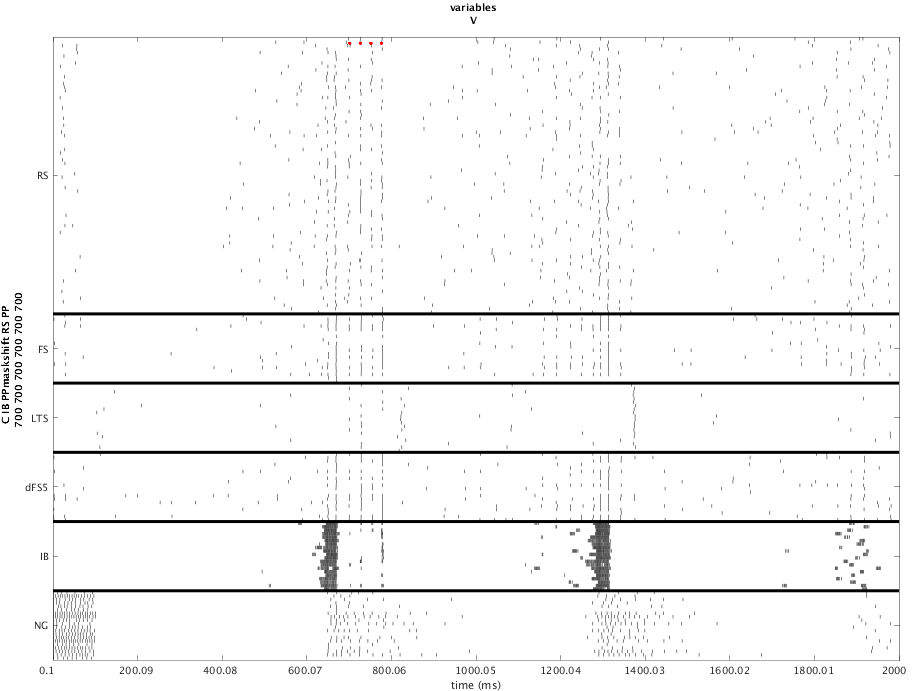 variables
V
C IB PPmaskshift RS PP
700 700 700 700 700 700 700
RS
FS
LTS
dFS5
IB
NG
0.1 200.09 400.08 600.07 800.06 1000.05 1200.04 1400.03 1600.02 1800.01 2000
time (ms)